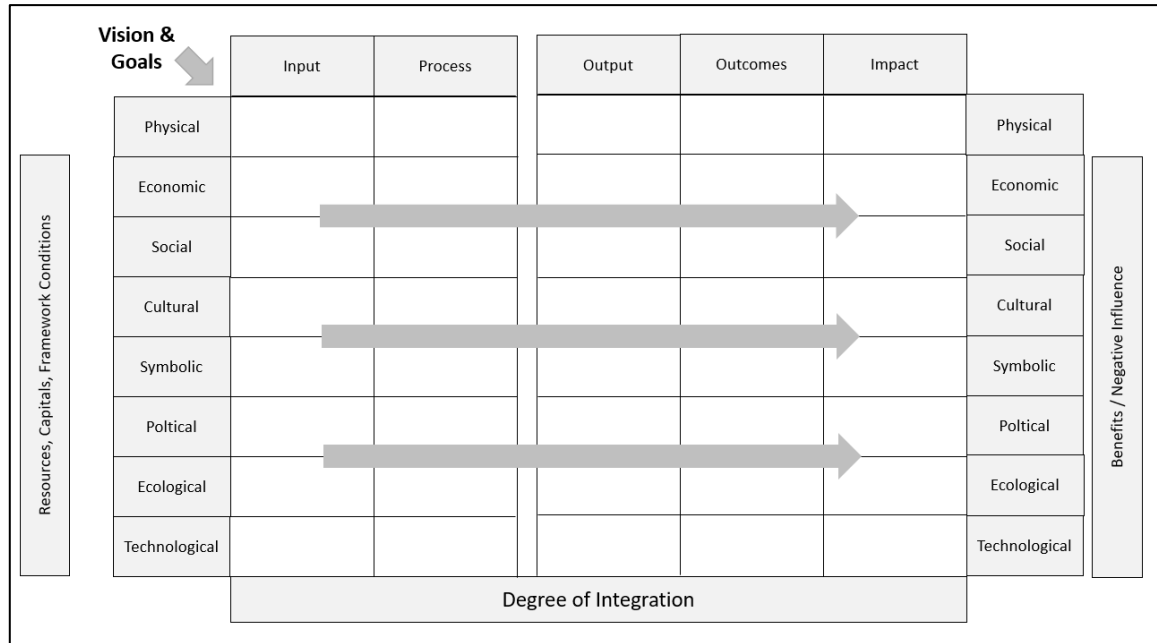 Vision &
Goals
Input
Process
Output
Outcomes
Impact
Physical
Physical
Economic
Economic
Social
Social
Cultural
Cultural
Symbolic
Symbolic
Poltical
Poltical
Ecological
Ecological
Technological
Technological
Resources, Capitals, Framework Conditions
Benefits / Negative Influence
Degree of Integration